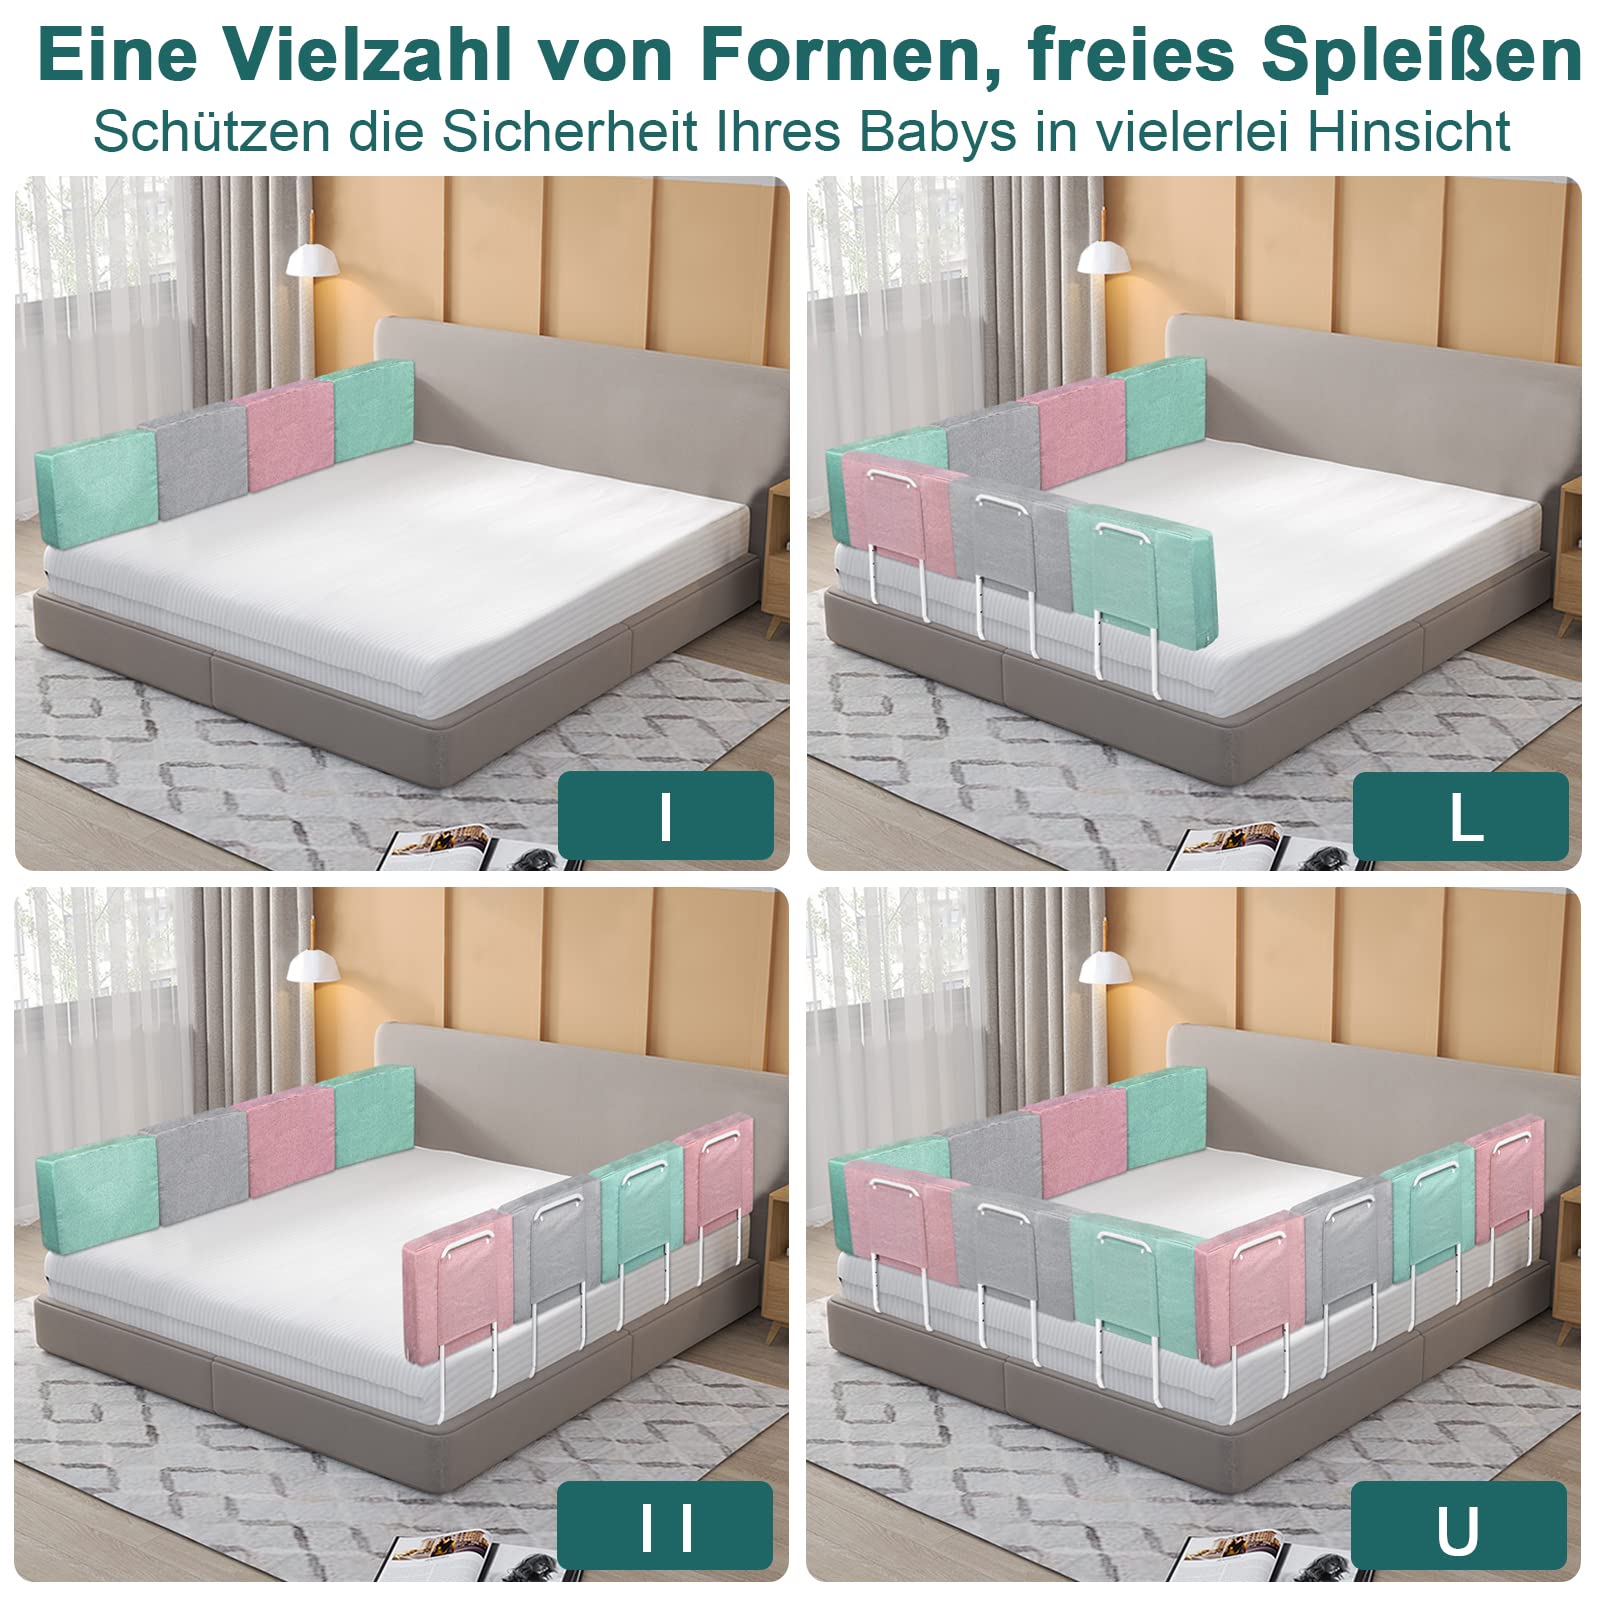 Eine Vielzahl von Formen, freies Spleißen
Schützen die Sicherheit Ihres Babys in vielerlei Hinsicht
I
L
I I
U